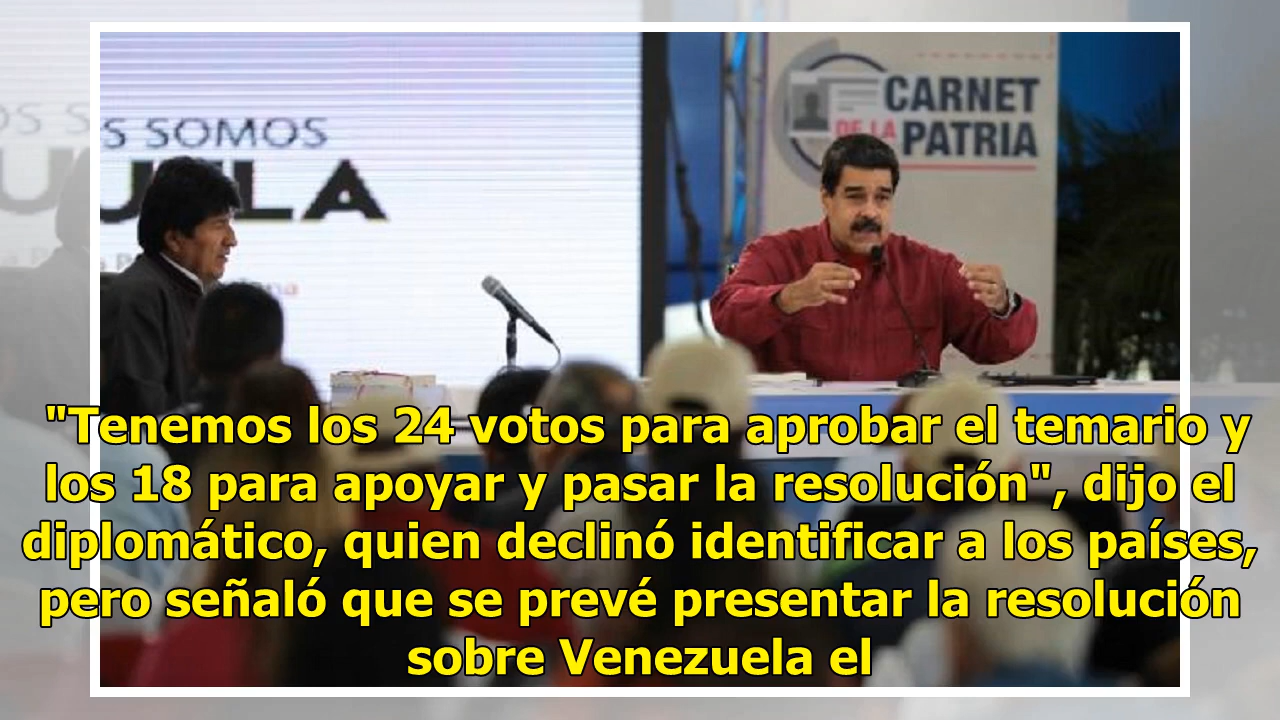 S SOMOS
CARNET
DE LA
PATRIA
"Tenemos los 24 votos para aprobar el temario y
los 18 para apoyar y pasar la resolución", dijo el
diplomático, quien declinó identificar a los países,
pero señaló que se prevé presentar la resolución
sobre Venezuela el